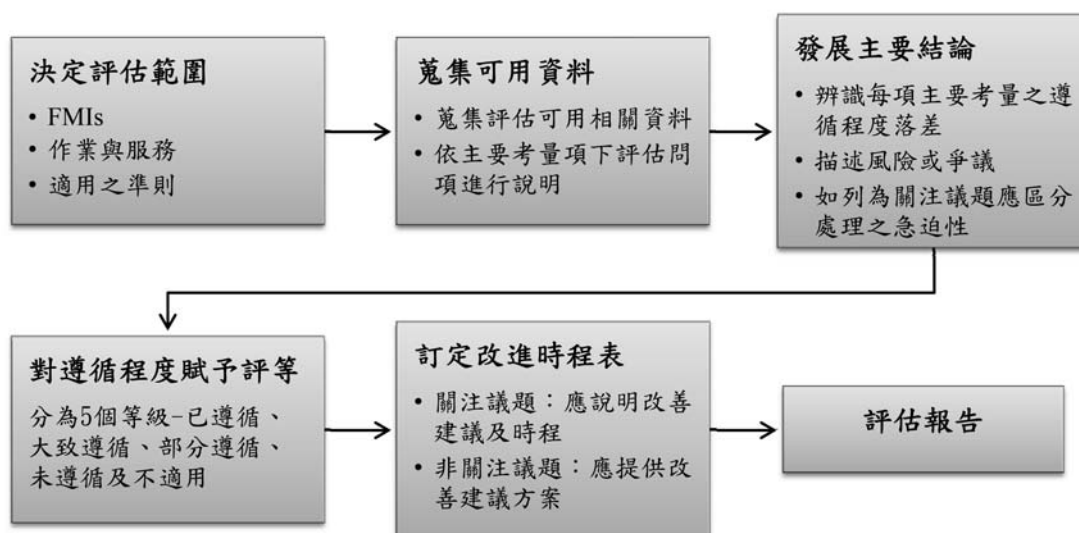 決定評估範圍
• FMIs
• 作業與服務
• 適用之準則
蒐集可用資料
• 蒐集評估可用相關資料
• 依主要考量項下評估問
項進行說明
發展主要結論
• 辨識每項主要考量之遵
循程度落差
• 描述風險或爭議
• 如列為關注議題應區分
處理之急迫性
對遵循程度賦予評等
分為5個等級-已遵循、
大致遵循、部分遵循、
未遵循及不適用
訂定改進時程表
• 關注議題：應說明改善
建議及時程
• 非關注議題：應提供改
善建議方案
評估報告